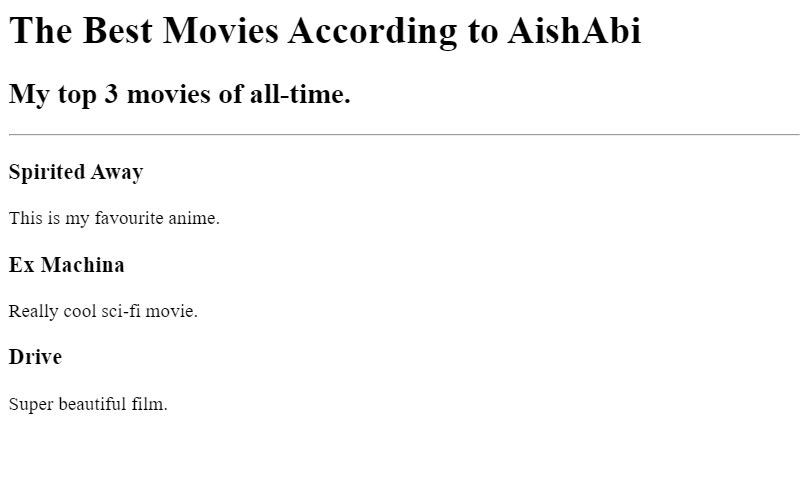 The Best Movies According to AishAbi
My top 3 movies of all-time.
Spirited Away
This is my favourite anime.
Ex Machina
Really cool sci-fi movie.
Drive
Super beautiful film.